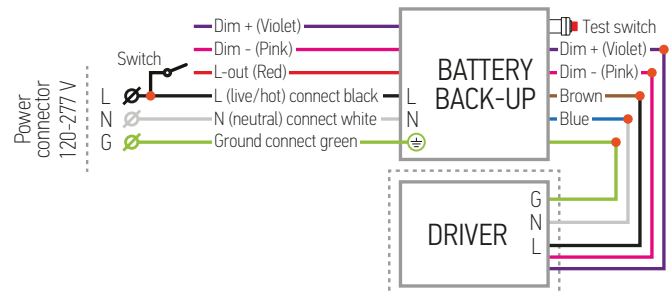 Power
connector
120-277 V
Switch
L
N
G
Dim + (Violet)
Dim - (Pink)
L-out (Red)
L (live/hot) connect black
N (neutral) connect white
Ground connect green
L
N
BATTERY
BACK-UP
Test switch
Dim + (Violet)
Dim - (Pink)
Brown
Blue
DRIVER
G
N
L